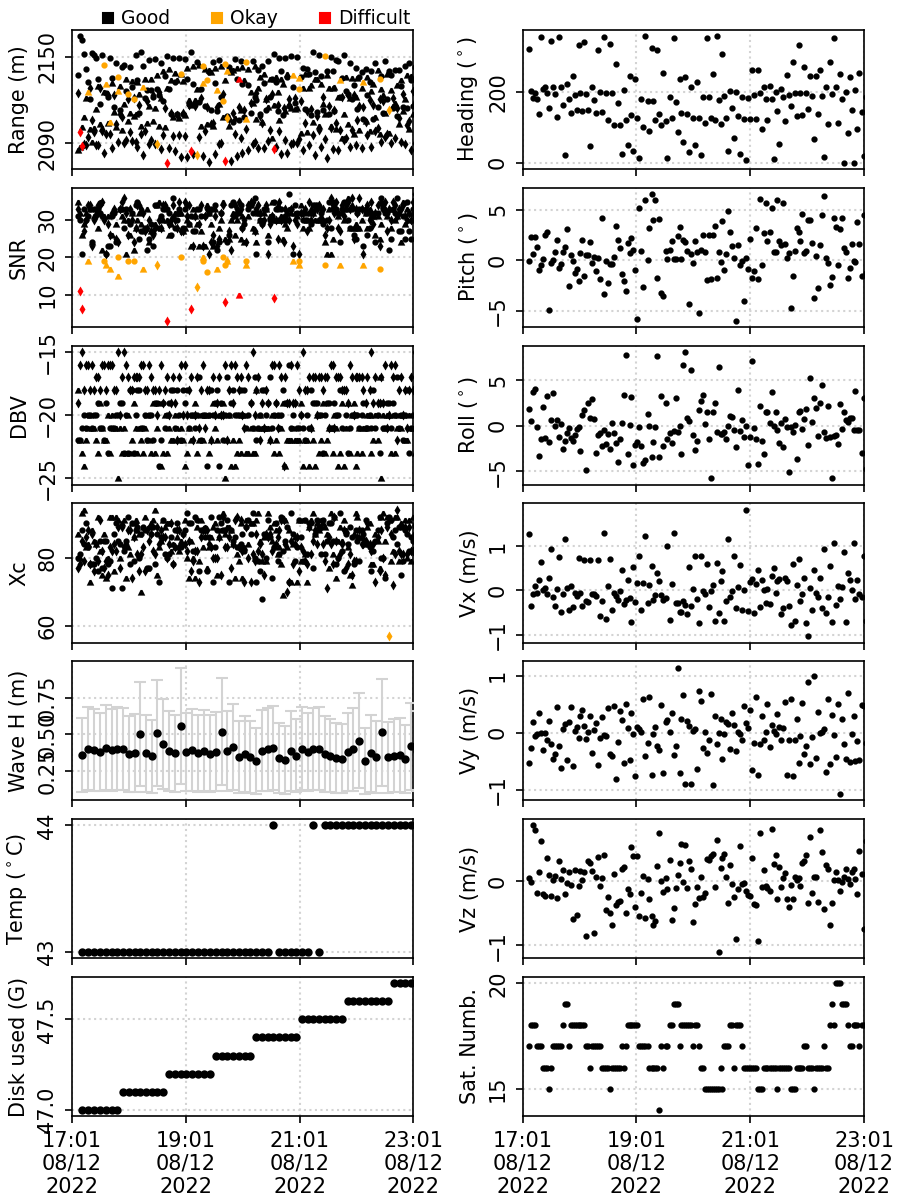 Good Okay Difficult
Range (m)
2150
2090
Heading (°)
200
0
SNR
30
20
10
Pitch (°)
5
0
−5
DBV
−15
−20
−25
Roll (°)
5
0
−5
Xc
80
60
Vx (m/s)
1
0
−1
Wave H (m)
0.75
0.50
0.25
Vy (m/s)
1
0
−1
Temp (°C)
44
43
Vz (m/s)
0
−1
Disk used (G)
47.5
47.0
Sat. Numb.
20
15
17:01 19:01 21:01 23:01 17:01 19:01 21:01 23:01
08/12 08/12 08/12 08/12 08/12 08/12 08/12 08/12
2022 2022 2022 2022 2022 2022 2022 2022